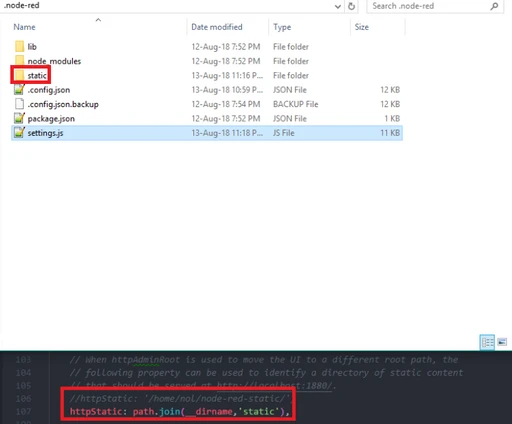 .node-red
Search .node-red
Name Date modified Type Size
lib 12-Aug-18 7:52 PM File folder
node_modules 12-Aug-18 7:52 PM File folder
static 13-Aug-18 11:16 P... File folder
.config.json 13-Aug-18 10:59 P... JSON File 12 KB
.config.json.backup 12-Aug-18 7:54 PM BACKUP File 12 KB
package.json 12-Aug-18 7:52 PM JSON File 1 KB
settings.js 13-Aug-18 11:18 P... JS File 11 KB
103 // When httpAdminRoot is used to move the UI to a different root path, the
104 // following property can be used to identify a directory of static content
105 // that should be served at http://localhost:1880/.
106 //httpStatic: '/home/nol/node-red-static/'
107 httpStatic: path.join(__dirname,'static'),